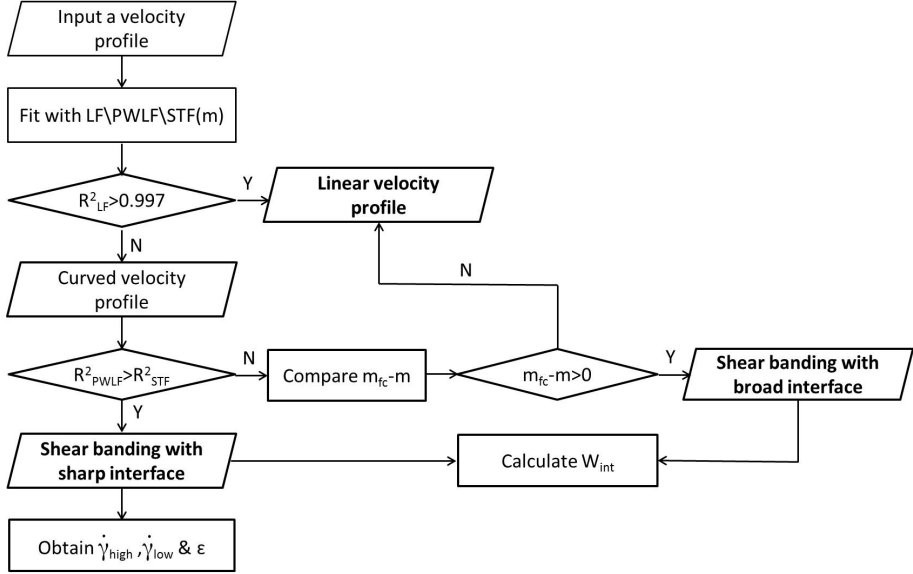 Input a velocity
profile
Fit with LF\PWLF\STF(m)
R²LF>0.997
Y
Linear velocity
profile
N
Curved velocity
profile
N
R²PWLF>R²STF
N
Compare mfc-m
mfc-m>0
Y
Shear banding with
broad interface
Y
Shear banding with
sharp interface
Calculate Wint
Obtain γ̇high ,γ̇low & ε